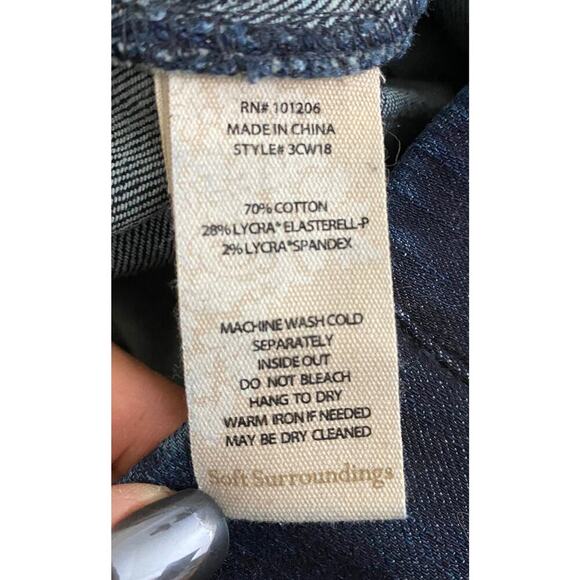 RN# 101206
MADE IN CHINA
STYLE# 3CW18
70% COTTON
28% LYCRA® ELASTERELL-P
2% LYCRA® SPANDEX
MACHINE WASH COLD
SEPARATELY
INSIDE OUT
DO NOT BLEACH
HANG TO DRY
WARM IRON IF NEEDED
MAY BE DRY CLEANED
Soft Surroundings